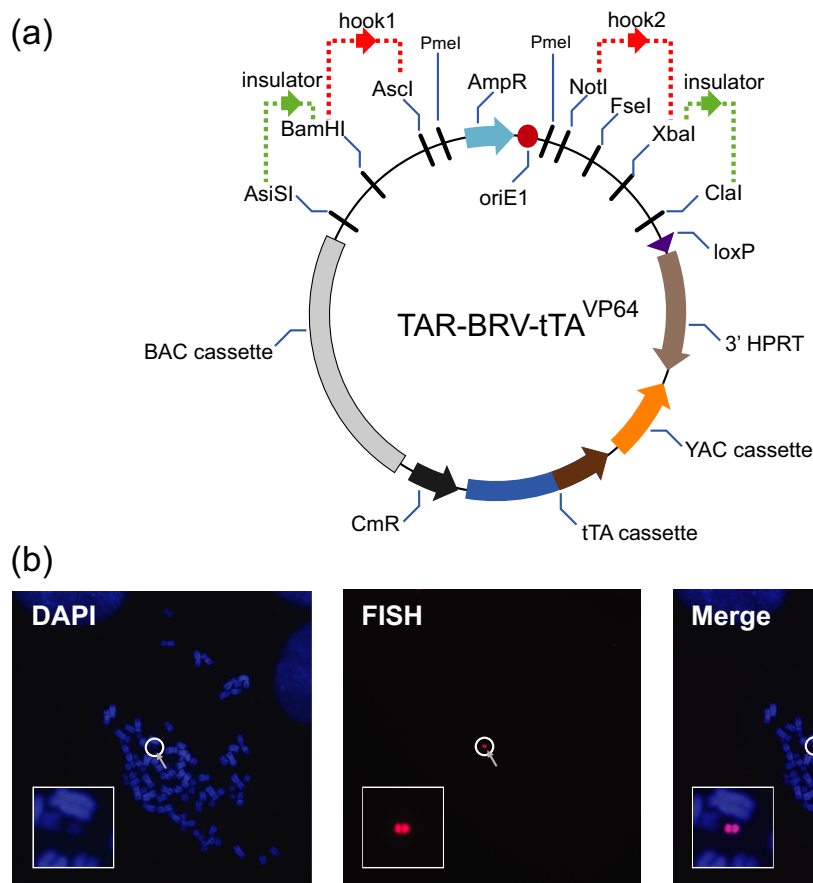 (a)
hook1
hook2
PmeI
PmeI
insulator
AscI
AmpR
NotI
insulator
FseI
BamHI
XbaI
AsiSI
oriE1
ClaI
loxP
TAR-BRV-tTA^VP64
BAC cassette
3' HPRT
YAC cassette
CmR
tTA cassette
(b)
DAPI
FISH
Merge